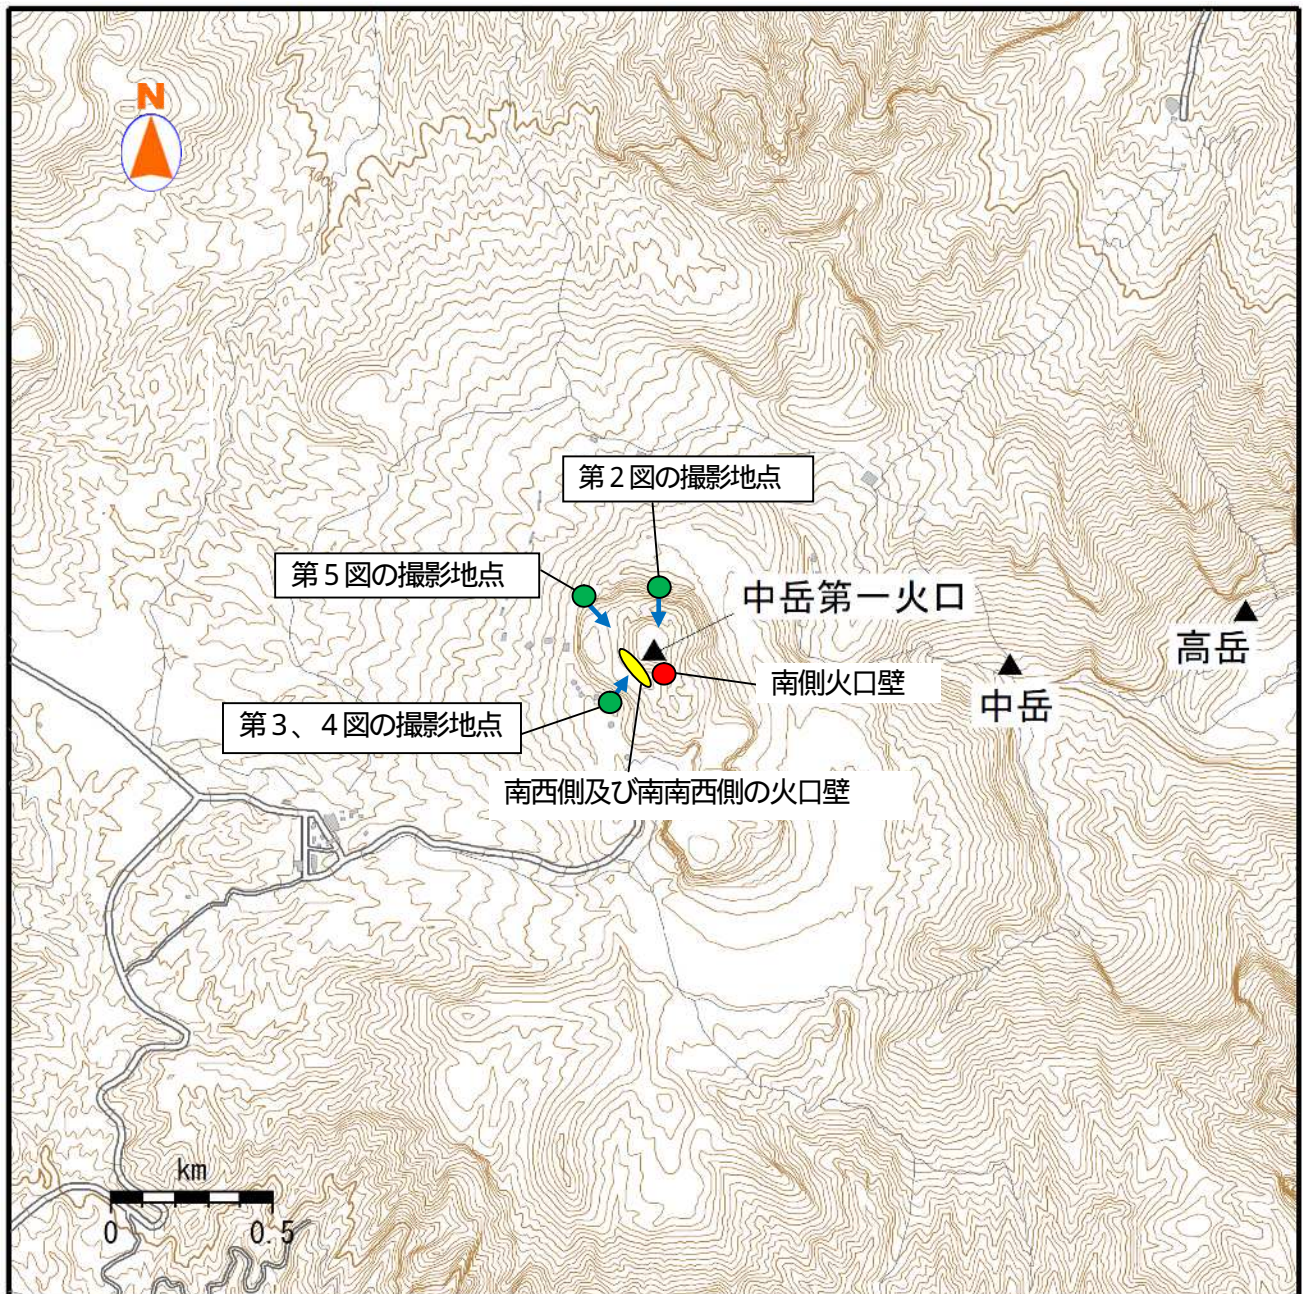 N
1000
第2図の撮影地点
第5図の撮影地点
中岳第一火口
高岳
南側火口壁
中岳
第3、4図の撮影地点
南西側及び南南西側の火口壁
km
0
0.5